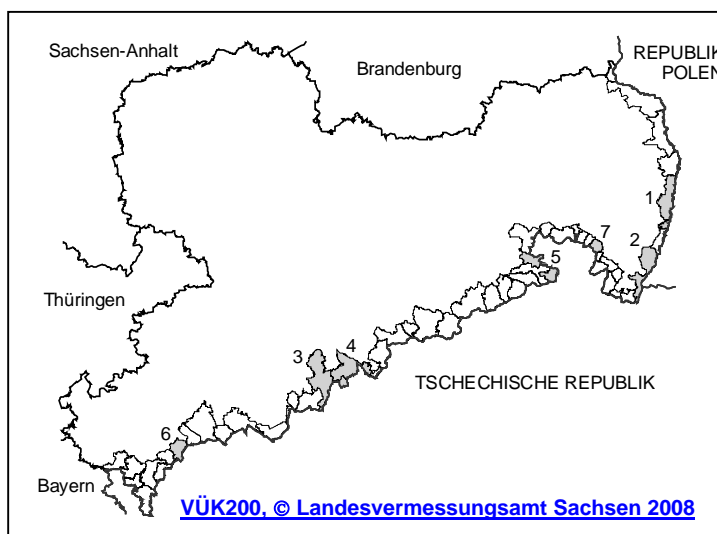 Sachsen-Anhalt
Brandenburg
REPUBLIK
POLEN
1
2
7
5
Thüringen
3
4
TSCHECHISCHE REPUBLIK
6
Bayern
VÜK200, © Landesvermessungsamt Sachsen 2008